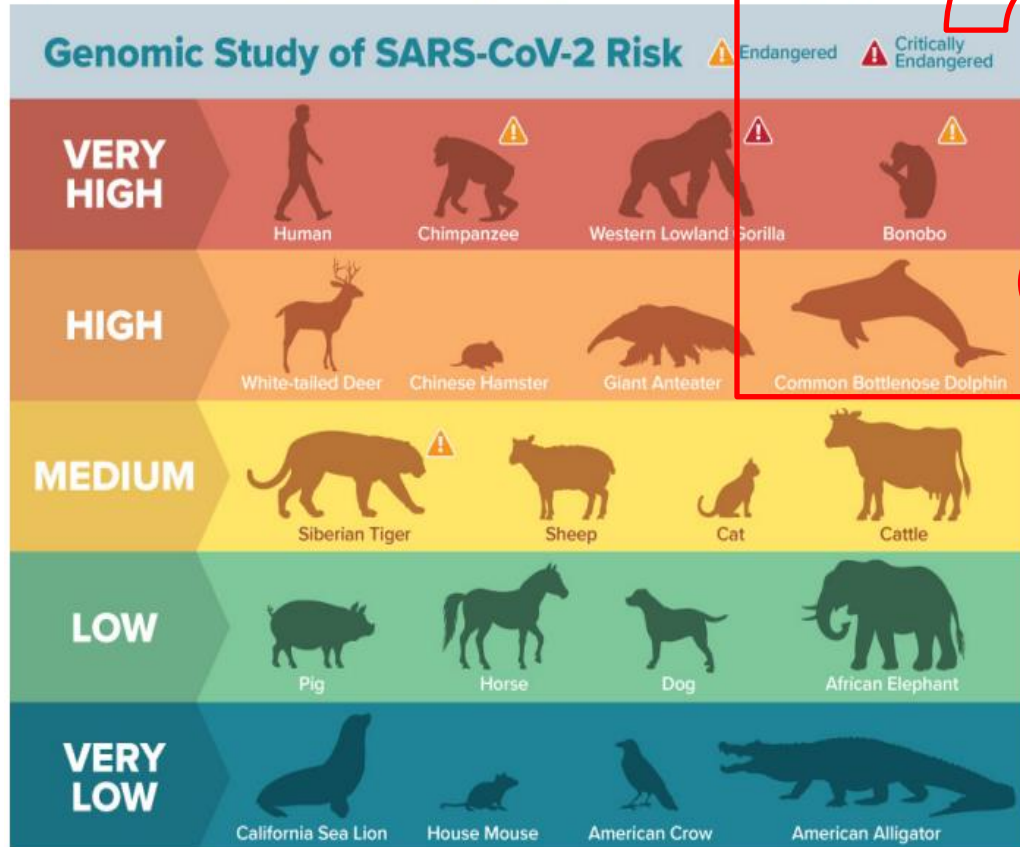 Genomic Study of SARS-CoV-2 Risk
Endangered
Critically
Endangered
VERY
HIGH
Human
Chimpanzee
Western Lowland Gorilla
Bonobo
HIGH
White-tailed Deer
Chinese Hamster
Giant Anteater
Common Bottlenose Dolphin
MEDIUM
Siberian Tiger
Sheep
Cat
Cattle
LOW
Pig
Horse
Dog
African Elephant
VERY
LOW
California Sea Lion
House Mouse
American Crow
American Alligator